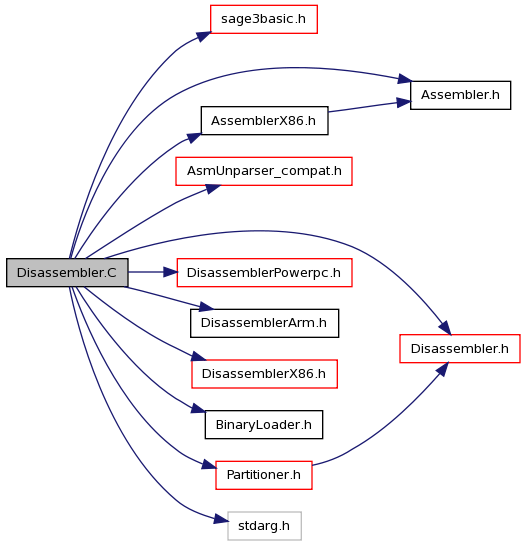 sage3basic.h
Assembler.h
AssemblerX86.h
AsmUnparser_compat.h
Disassembler.C
DisassemblerPowerpc.h
DisassemblerArm.h
Disassembler.h
DisassemblerX86.h
BinaryLoader.h
Partitioner.h
stdarg.h